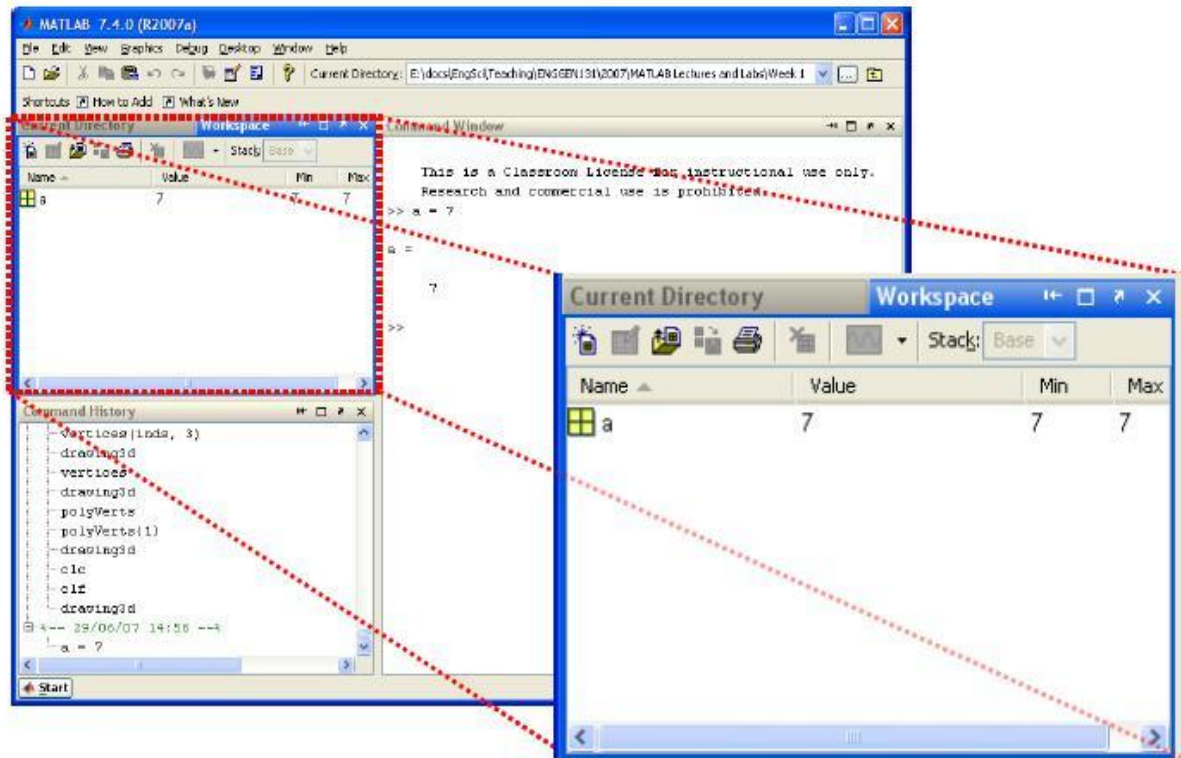 MATLAB 7.4.0 (R2007a)
File Edit View Graphics Debug Desktop Window Help
Current Directory: E:\docs\EngSci\Teaching\ENGGEN131\2007\MATLAB Lectures and Labs\Week 1
Shortcuts How to Add What's New
Current Directory Workspace
Stack: Base
Name Value Min Max
a 7 7 7
Command Window
This is a Classroom License for instructional use only.
Research and commercial use is prohibited.
>> a = 7
a =
7
>>
Command History
vertices(inds, 3)
drawing3d
vertices
drawing3d
polyVerts
polyVerts(1)
drawing3d
clc
clf
drawing3d
%-- 29/06/07 14:56 --%
a = 7
Start
Current Directory Workspace
Stack: Base
Name Value Min Max
a 7 7 7